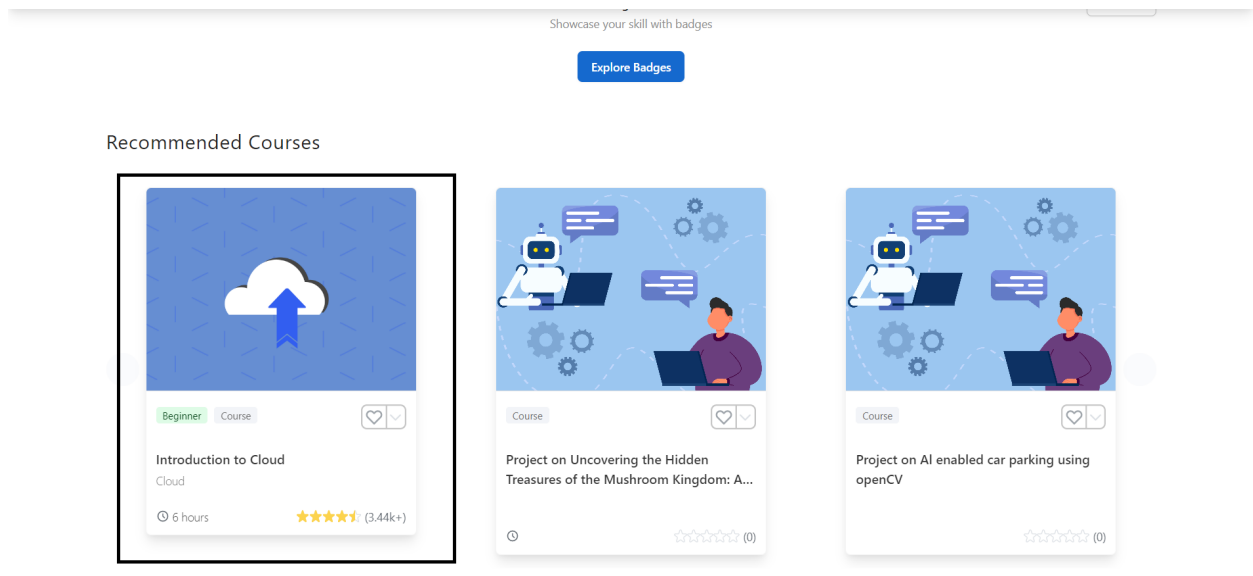 Showcase your skill with badges
Explore Badges
Recommended Courses
Beginner Course
Introduction to Cloud
Cloud
6 hours (3.44k+)
Course
Project on Uncovering the Hidden
Treasures of the Mushroom Kingdom: A...
(0)
Course
Project on AI enabled car parking using
openCV
(0)